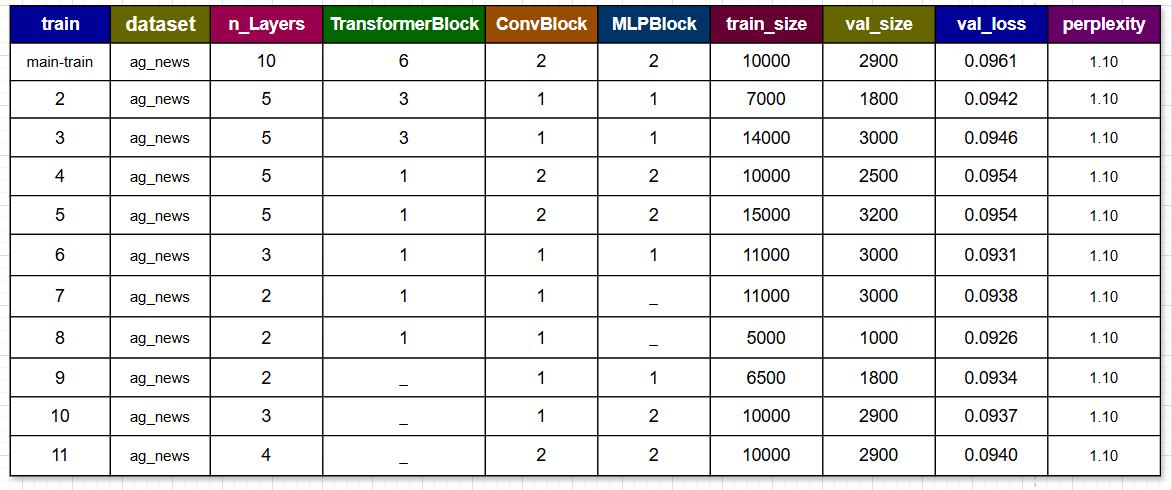 train dataset n_Layers TransformerBlock ConvBlock MLPBlock train_size val_size val_loss perplexity
main-train ag_news 10 6 2 2 10000 2900 0.0961 1.10
2 ag_news 5 3 1 1 7000 1800 0.0942 1.10
3 ag_news 5 3 1 1 14000 3000 0.0946 1.10
4 ag_news 5 1 2 2 10000 2500 0.0954 1.10
5 ag_news 5 1 2 2 15000 3200 0.0954 1.10
6 ag_news 3 1 1 1 11000 3000 0.0931 1.10
7 ag_news 2 1 1 _ 11000 3000 0.0938 1.10
8 ag_news 2 1 1 _ 5000 1000 0.0926 1.10
9 ag_news 2 _ 1 1 6500 1800 0.0934 1.10
10 ag_news 3 _ 1 2 10000 2900 0.0937 1.10
11 ag_news 4 _ 2 2 10000 2900 0.0940 1.10